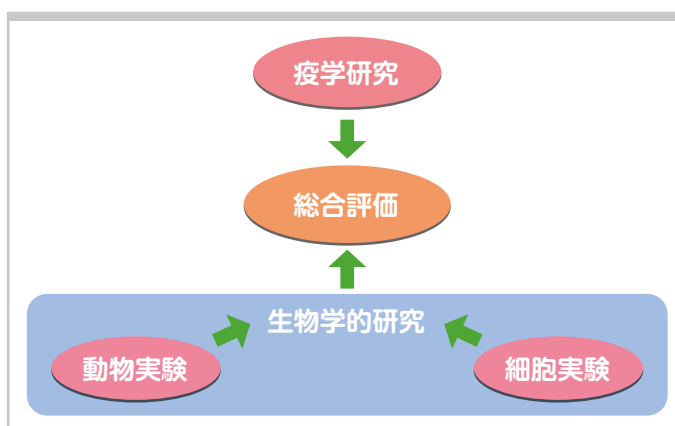 疫学研究
総合評価
生物学的研究
動物実験
細胞実験